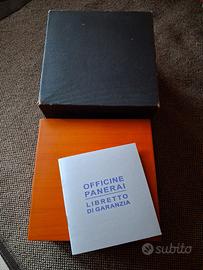 OFFICINE
PANERAI
LIBRETTO
DI GARANZIA
subito